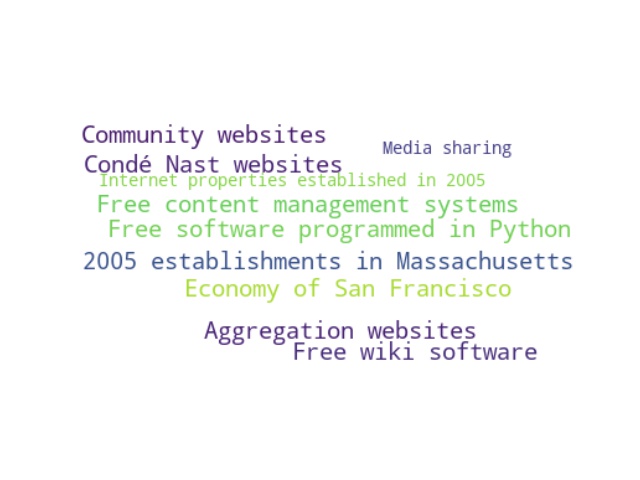 Community websites
Media sharing
Condé Nast websites
Internet properties established in 2005
Free content management systems
Free software programmed in Python
2005 establishments in Massachusetts
Economy of San Francisco
Aggregation websites
Free wiki software